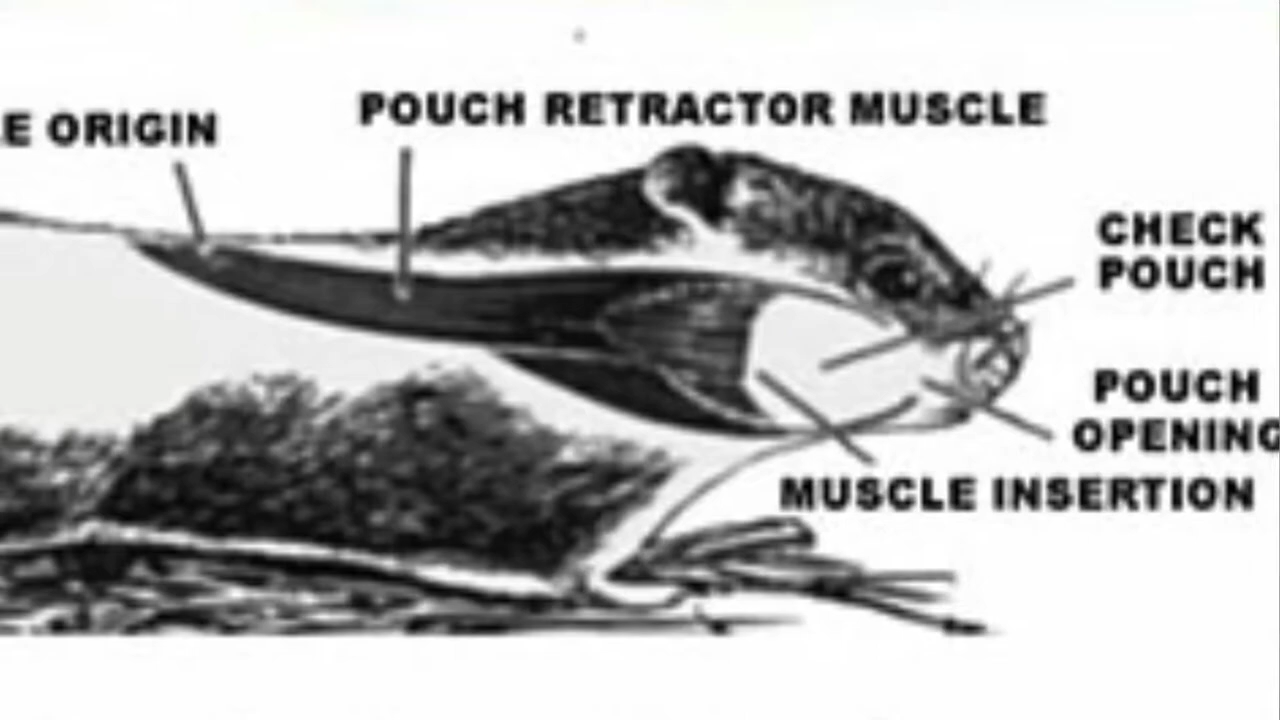 E ORIGIN
POUCH RETRACTOR MUSCLE
CHECK
POUCH
POUCH
OPENING
MUSCLE INSERTION